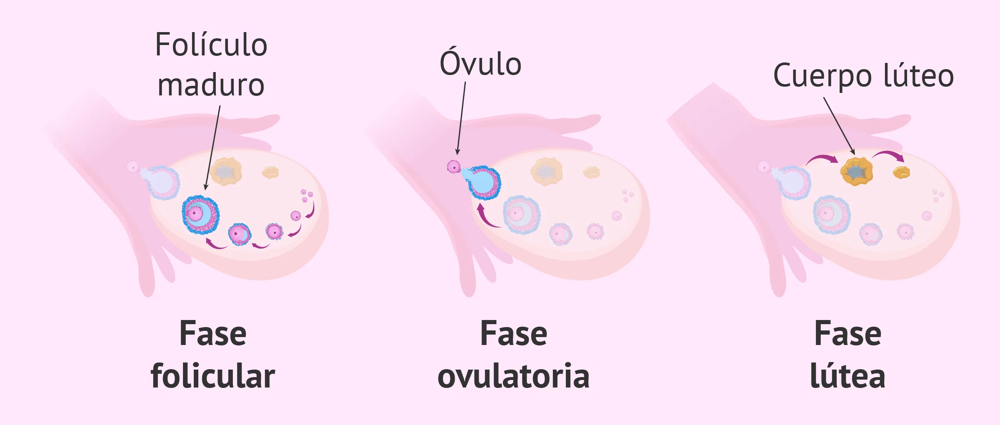 Folículo
maduro
Óvulo
Cuerpo lúteo
Fase
folicular
Fase
ovulatoria
Fase
lútea